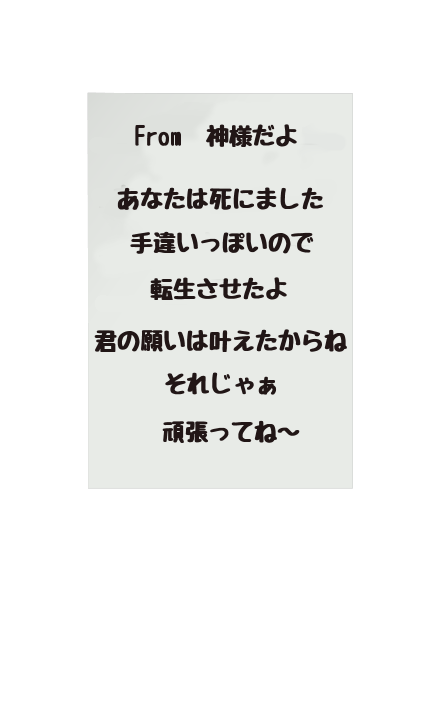 From　神様だよ
あなたは死にました
手違いっぽいので
転生させたよ
君の願いは叶えたからね
それじゃぁ
頑張ってね～